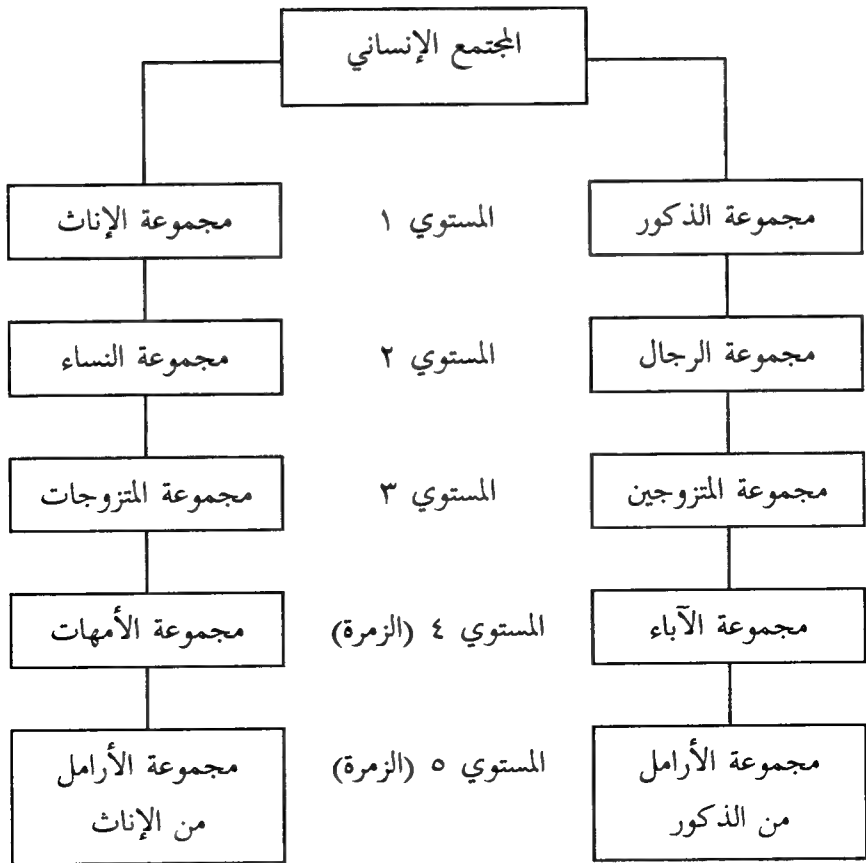 المجتمع الإنساني
مجموعة الذكور
المستوي ١
مجموعة الإناث
مجموعة الرجال
المستوي ٢
مجموعة النساء
مجموعة المتزوجين
المستوي ٣
مجموعة المتزوجات
مجموعة الآباء
المستوي ٤ (الزمرة)
مجموعة الأمهات
مجموعة الأرامل
من الذكور
المستوي ٥ (الزمرة)
مجموعة الأرامل
من الإناث